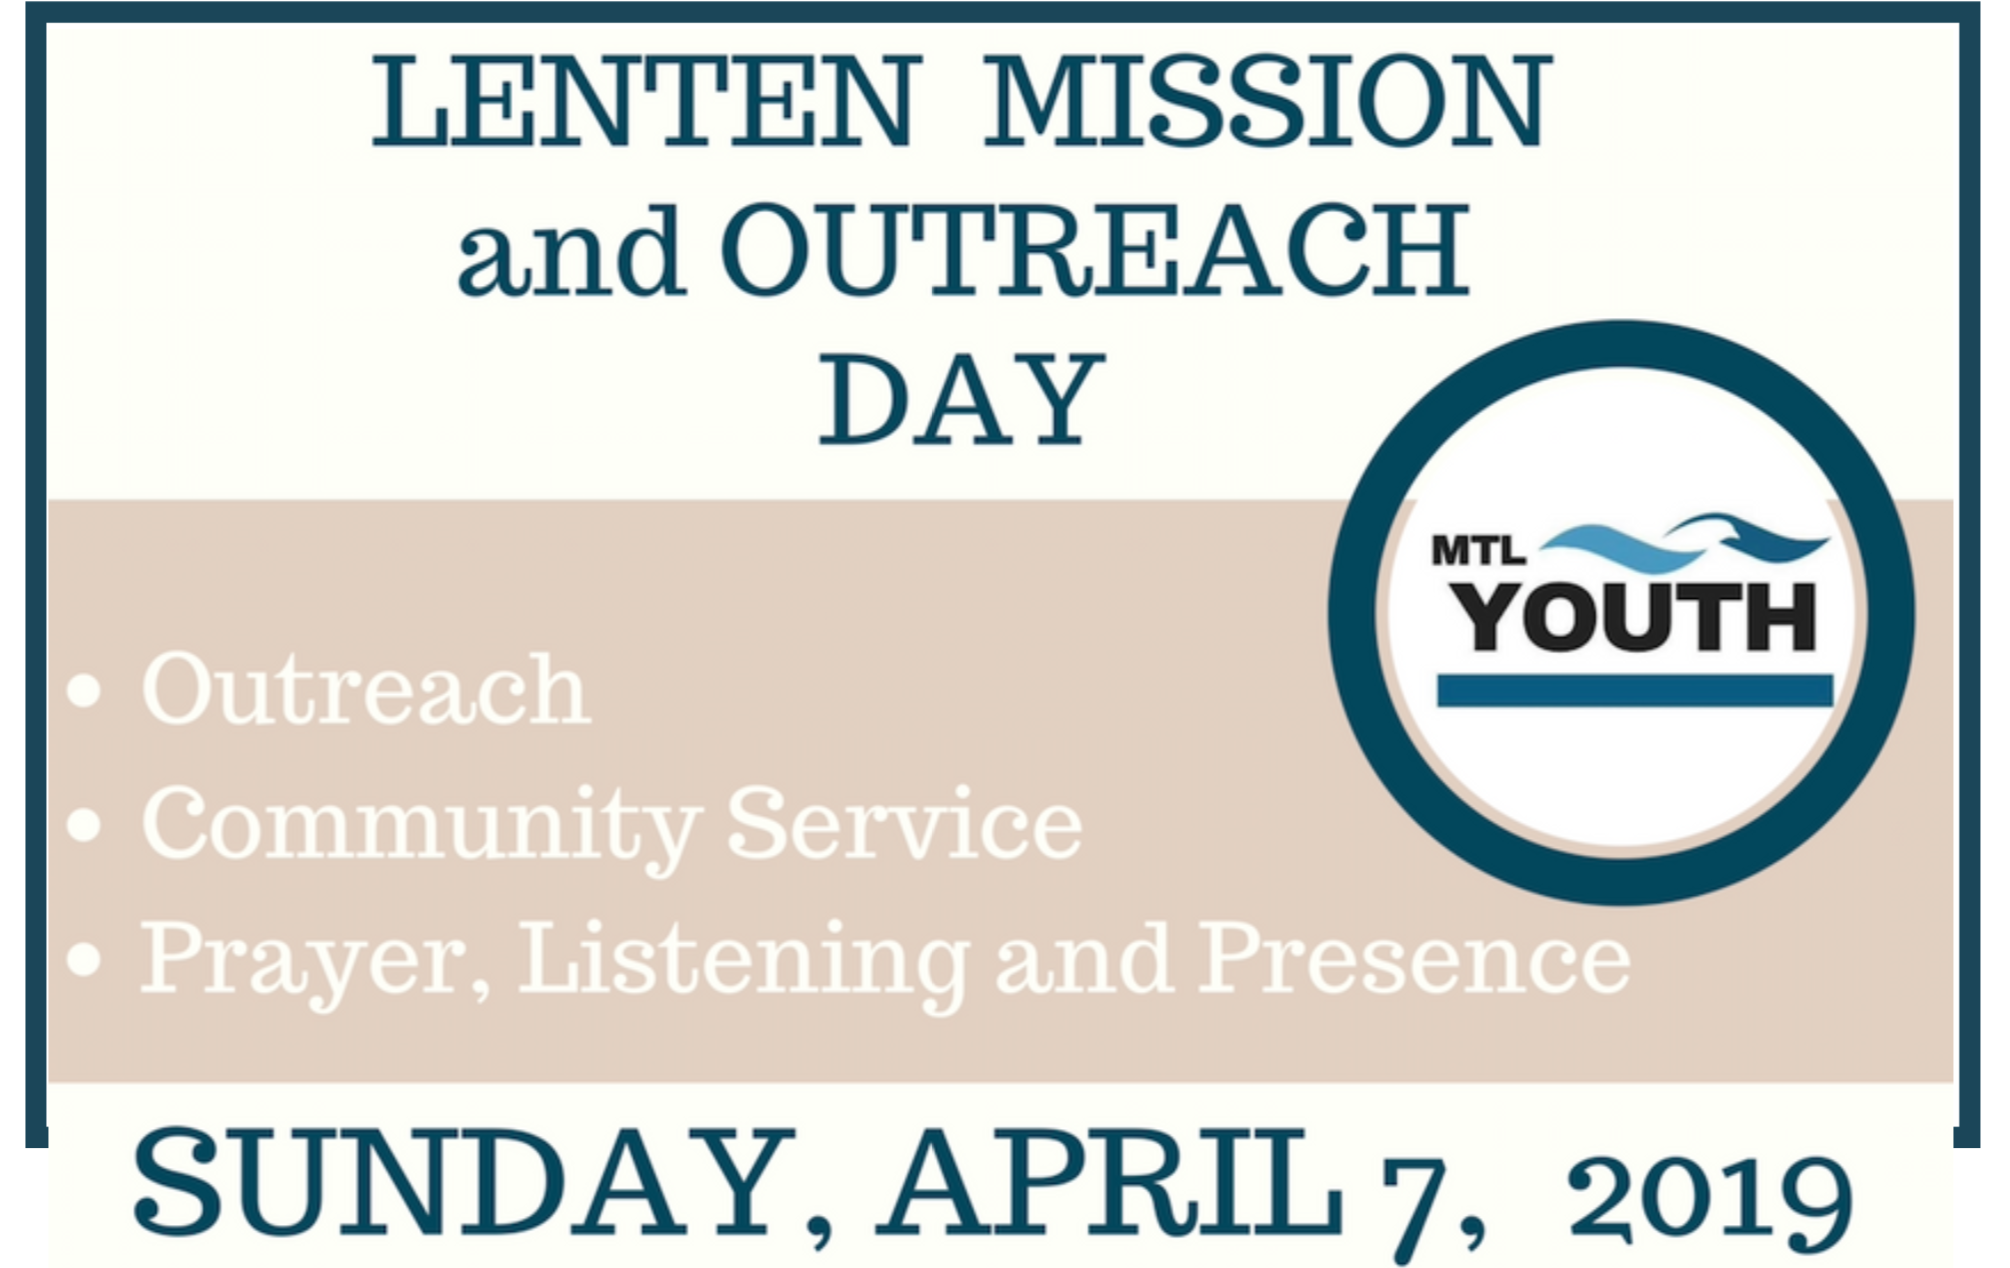 LENTEN MISSION
and OUTREACH
DAY
MTL
YOUTH
• Outreach
• Community Service
• Prayer, Listening and Presence
SUNDAY, APRIL 7, 2019